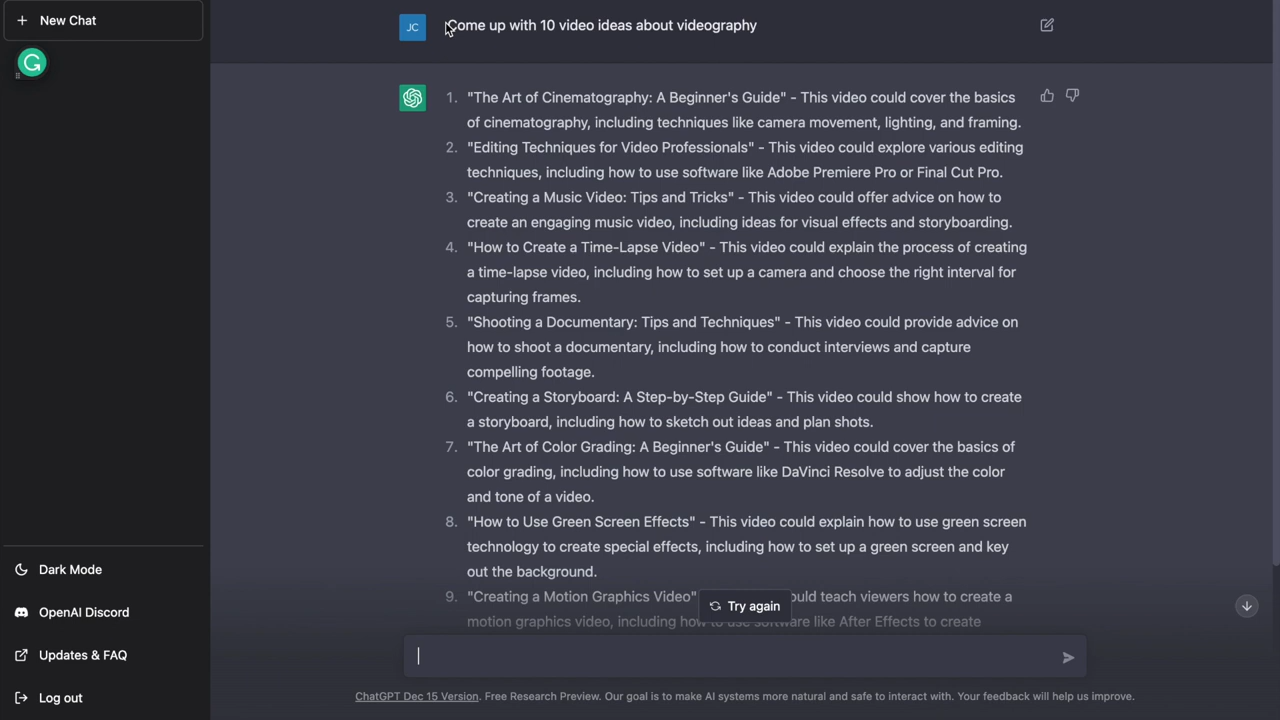 New Chat
JC
Come up with 10 video ideas about videography
1. "The Art of Cinematography: A Beginner's Guide" - This video could cover the basics
of cinematography, including techniques like camera movement, lighting, and framing.
2. "Editing Techniques for Video Professionals" - This video could explore various editing
techniques, including how to use software like Adobe Premiere Pro or Final Cut Pro.
3. "Creating a Music Video: Tips and Tricks" - This video could offer advice on how to
create an engaging music video, including ideas for visual effects and storyboarding.
4. "How to Create a Time-Lapse Video" - This video could explain the process of creating
a time-lapse video, including how to set up a camera and choose the right interval for
capturing frames.
5. "Shooting a Documentary: Tips and Techniques" - This video could provide advice on
how to shoot a documentary, including how to conduct interviews and capture
compelling footage.
6. "Creating a Storyboard: A Step-by-Step Guide" - This video could show how to create
a storyboard, including how to sketch out ideas and plan shots.
7. "The Art of Color Grading: A Beginner's Guide" - This video could cover the basics of
color grading, including how to use software like DaVinci Resolve to adjust the color
and tone of a video.
8. "How to Use Green Screen Effects" - This video could explain how to use green screen
technology to create special effects, including how to set up a green screen and key
out the background.
9. "Creating a Motion Graphics Video" ould teach viewers how to create a
motion graphics video, including how to use software like After Effects to create
Try again
Dark Mode
OpenAI Discord
Updates & FAQ
Log out
ChatGPT Dec 15 Version. Free Research Preview. Our goal is to make AI systems more natural and safe to interact with. Your feedback will help us improve.